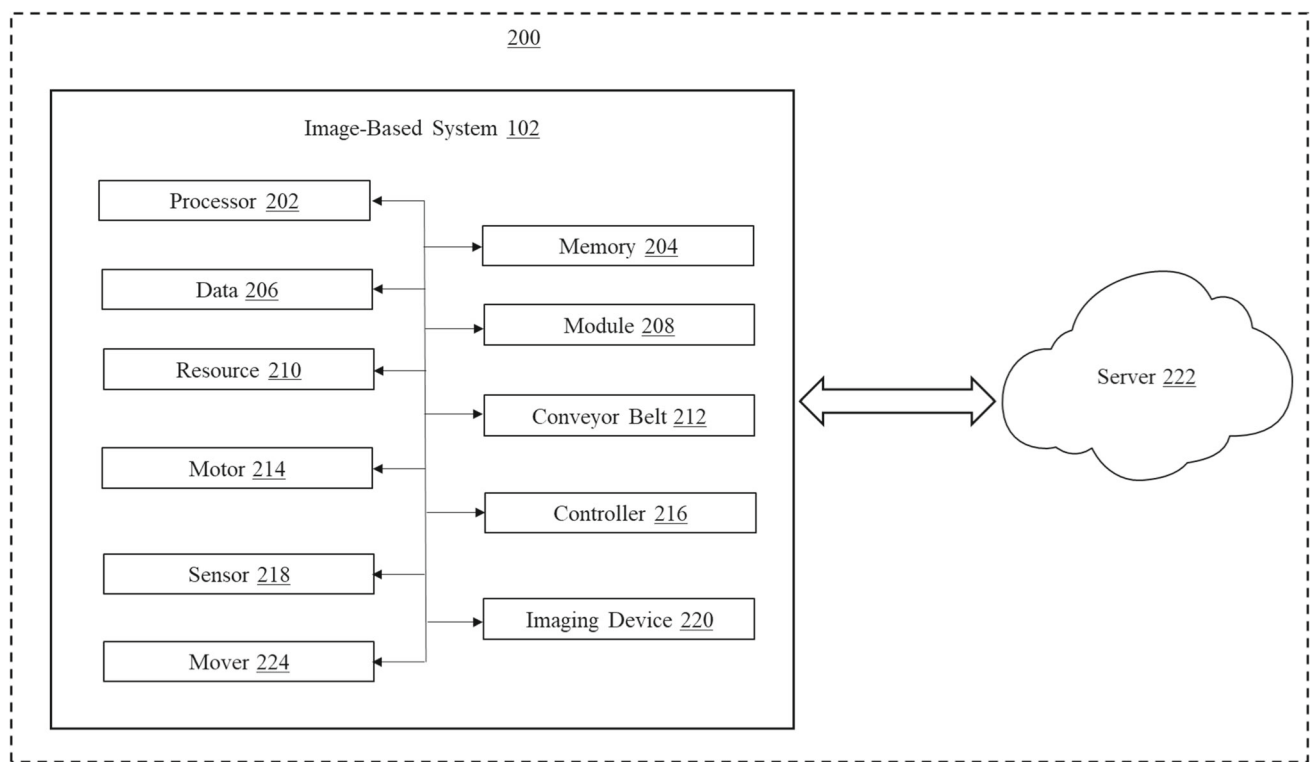 200
Image-Based System 102
Processor 202
Memory 204
Data 206
Module 208
Resource 210
Conveyor Belt 212
Server 222
Motor 214
Controller 216
Sensor 218
Imaging Device 220
Mover 224